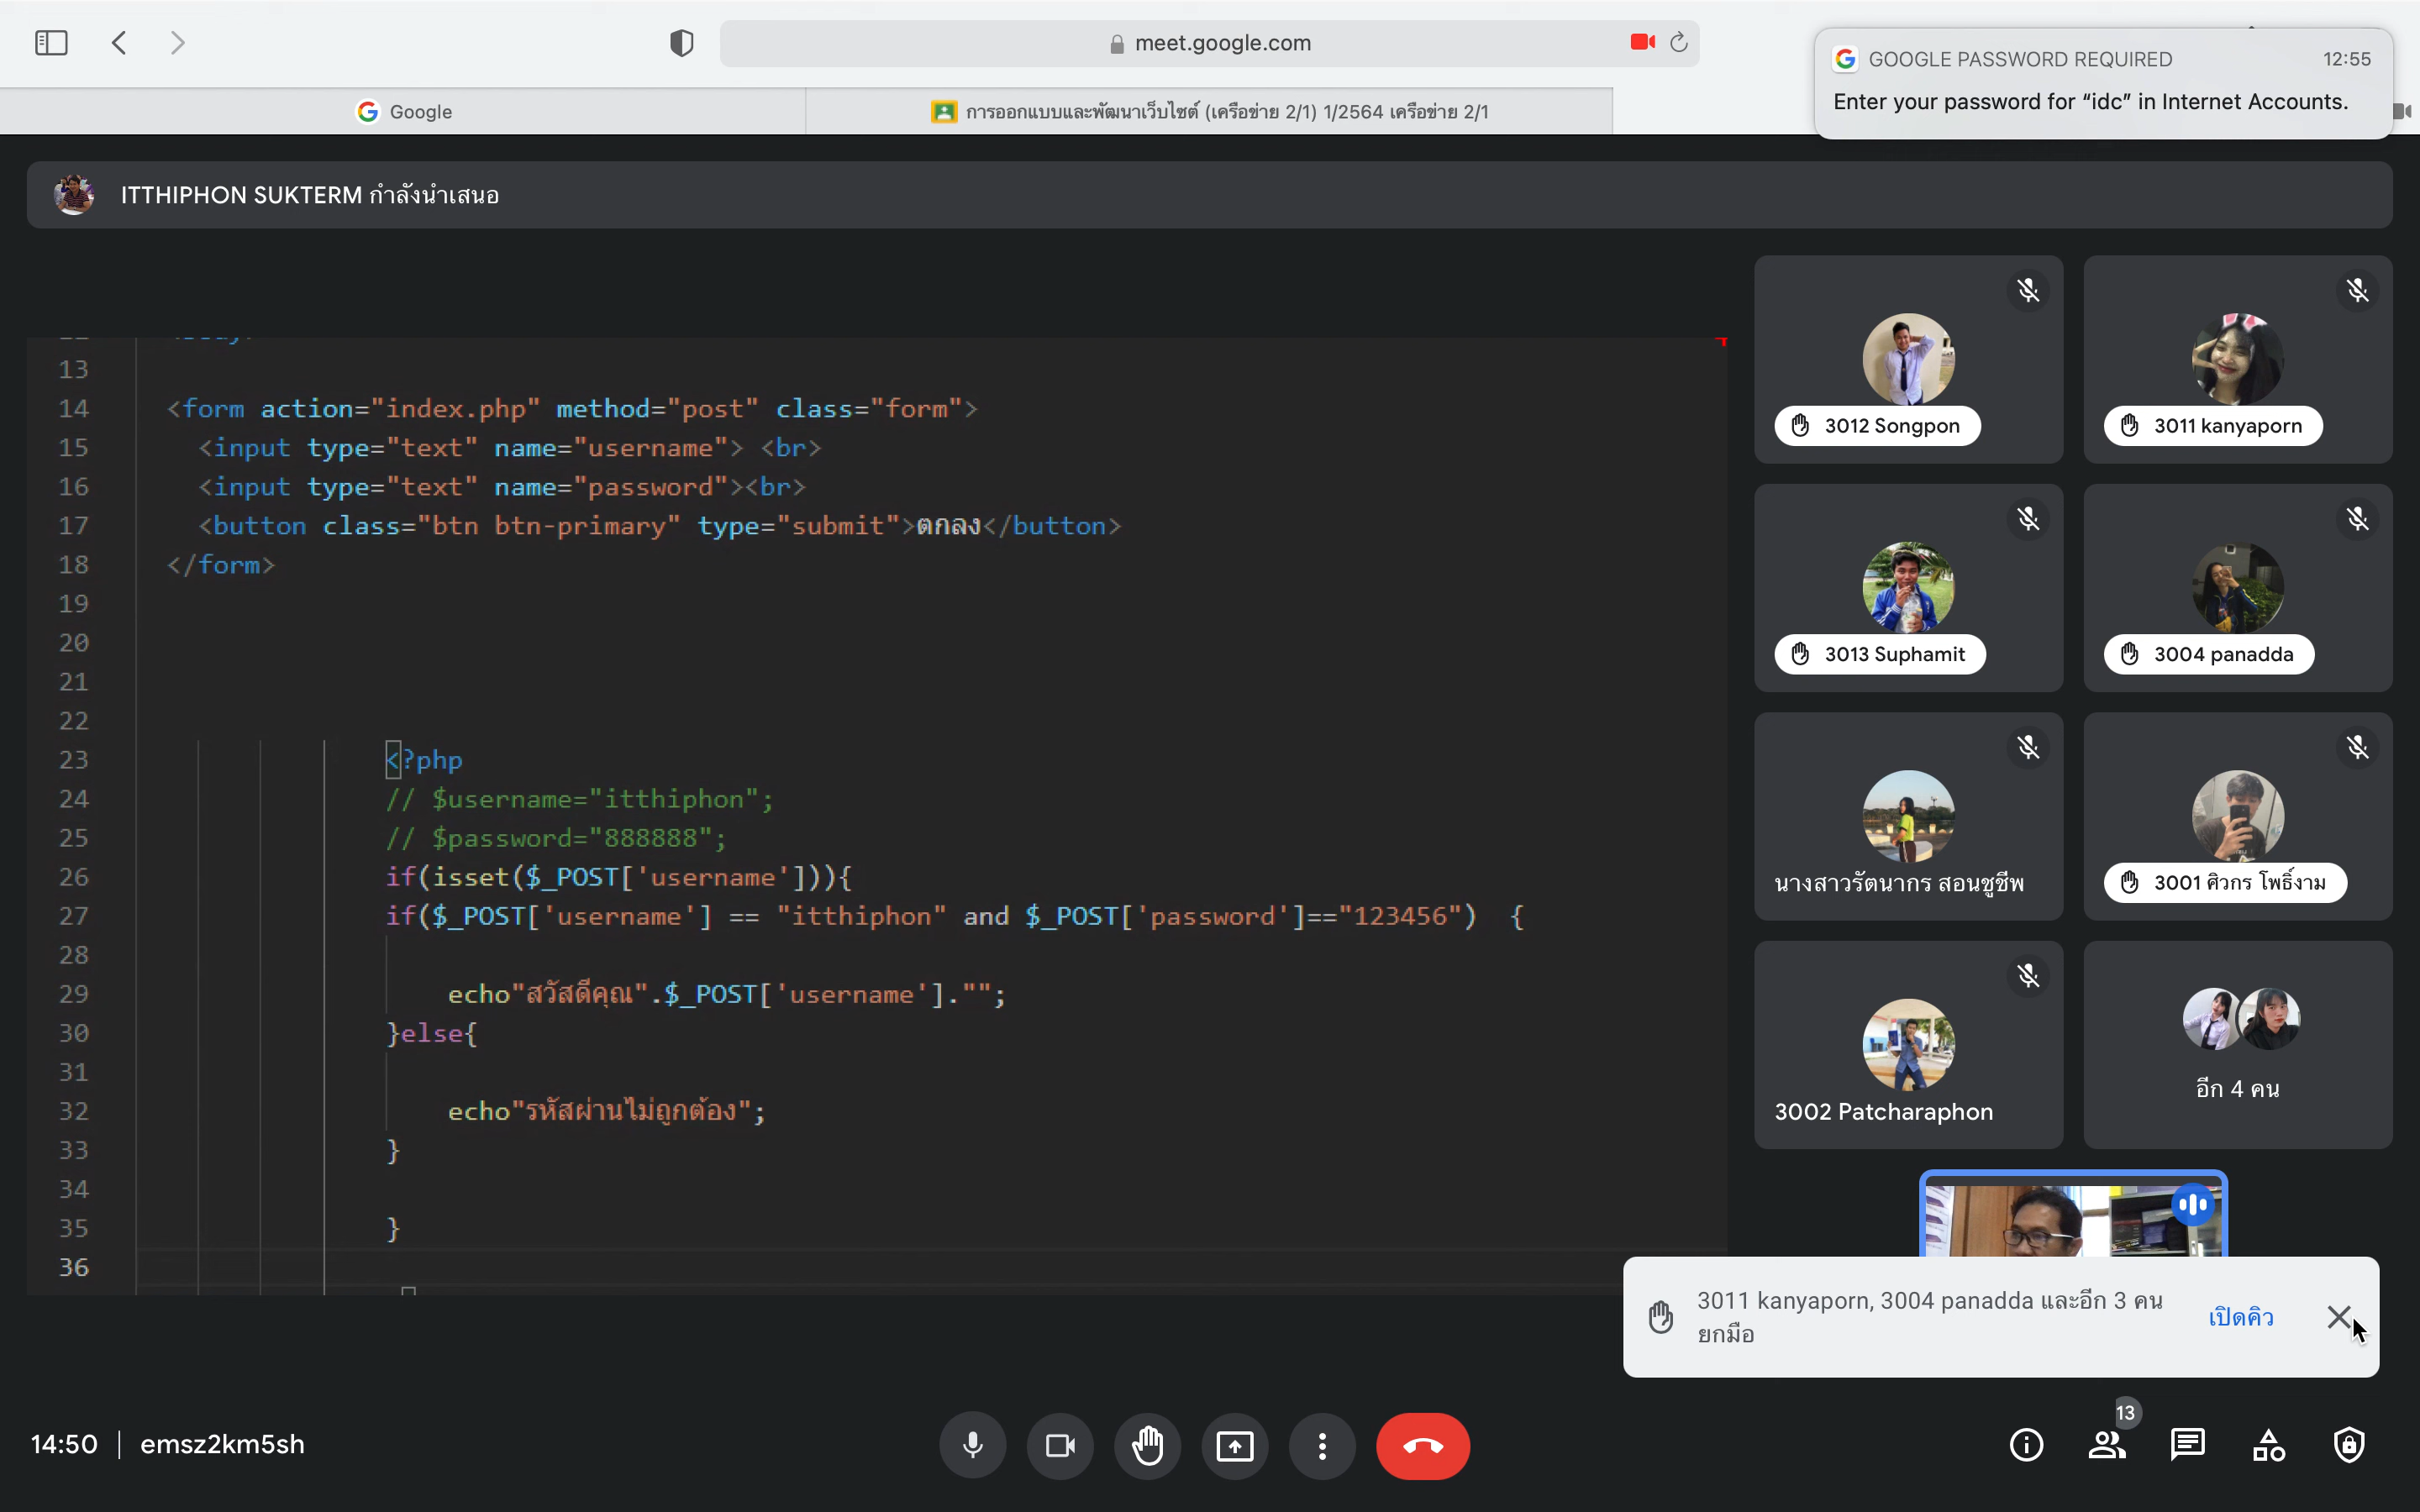 meet.google.com
GOOGLE PASSWORD REQUIRED 12:55
Enter your password for “idc” in Internet Accounts.
Google
การออกแบบและพัฒนาเว็บไซต์ (เครือข่าย 2/1) 1/2564 เครือข่าย 2/1
ITTHIPHON SUKTERM กำลังนำเสนอ
13
14 <form action="index.php" method="post" class="form">
15 <input type="text" name="username"> <br>
16 <input type="text" name="password"><br>
17 <button class="btn btn-primary" type="submit">ตกลง</button>
18 </form>
19
20
21
22
23 <?php
24 // $username="itthiphon";
25 // $password="888888";
26 if(isset($_POST['username'])){
27 if($_POST['username'] == "itthiphon" and $_POST['password']=="123456") {
28
29 echo"สวัสดีคุณ".$_POST['username']."";
30 }else{
31
32 echo"รหัสผ่านไม่ถูกต้อง";
33 }
34
35 }
36
3012 Songpon
3011 kanyaporn
3013 Suphamit
3004 panadda
นางสาวรัตนากร สอนชูชีพ
3001 ศิวกร โพธิ์งาม
3002 Patcharaphon
อีก 4 คน
3011 kanyaporn, 3004 panadda และอีก 3 คน
ยกมือ
เปิดคิว
14:50 | emsz2km5sh
13